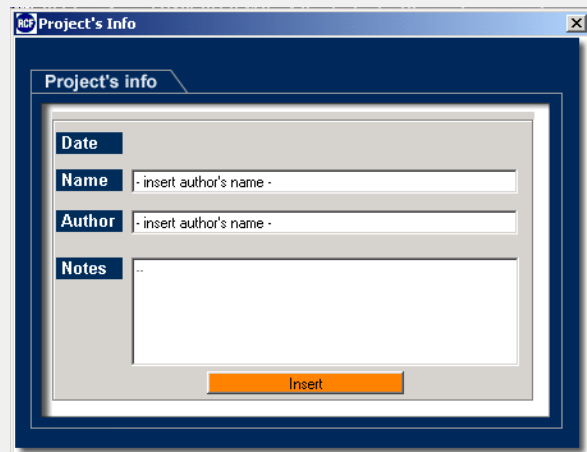 RCF Project's Info
Project's info
Date
Name - insert author's name -
Author - insert author's name -
Notes --
Insert